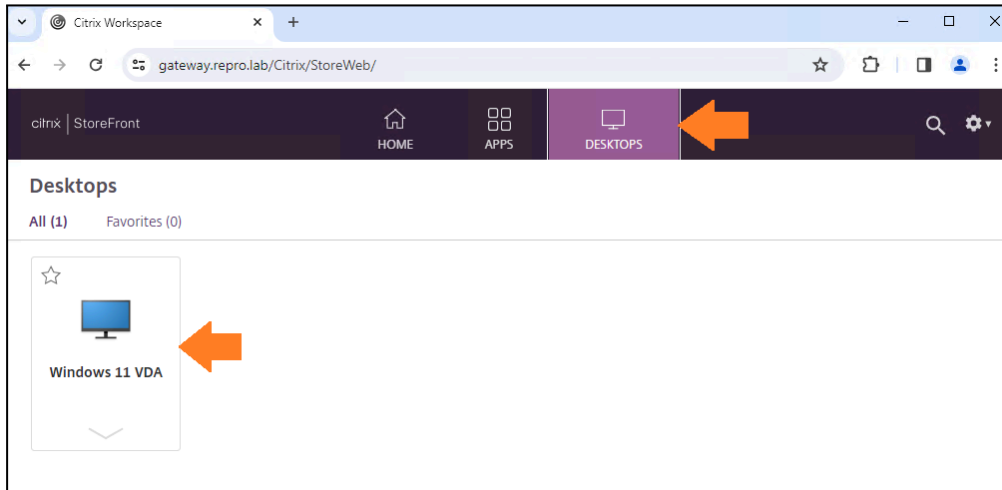 Citrix Workspace
gateway.repro.lab/Citrix/StoreWeb/
citrix | StoreFront
HOME
APPS
DESKTOPS
Desktops
All (1) Favorites (0)
Windows 11 VDA